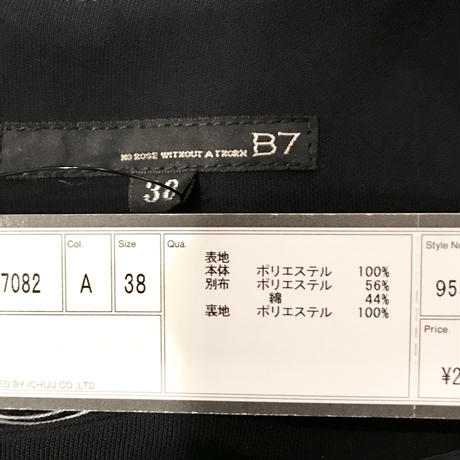 NO ROSE WITHOUT A THORN B7
38
Col. Size Qua. Style No
7082 A 38
表地
本体 ポリエステル 100%
別布 ポリエステル 56%
綿 44%
裏地 ポリエステル 100%
95
Price.
¥2
ED BY ICHIJU CO.,LTD